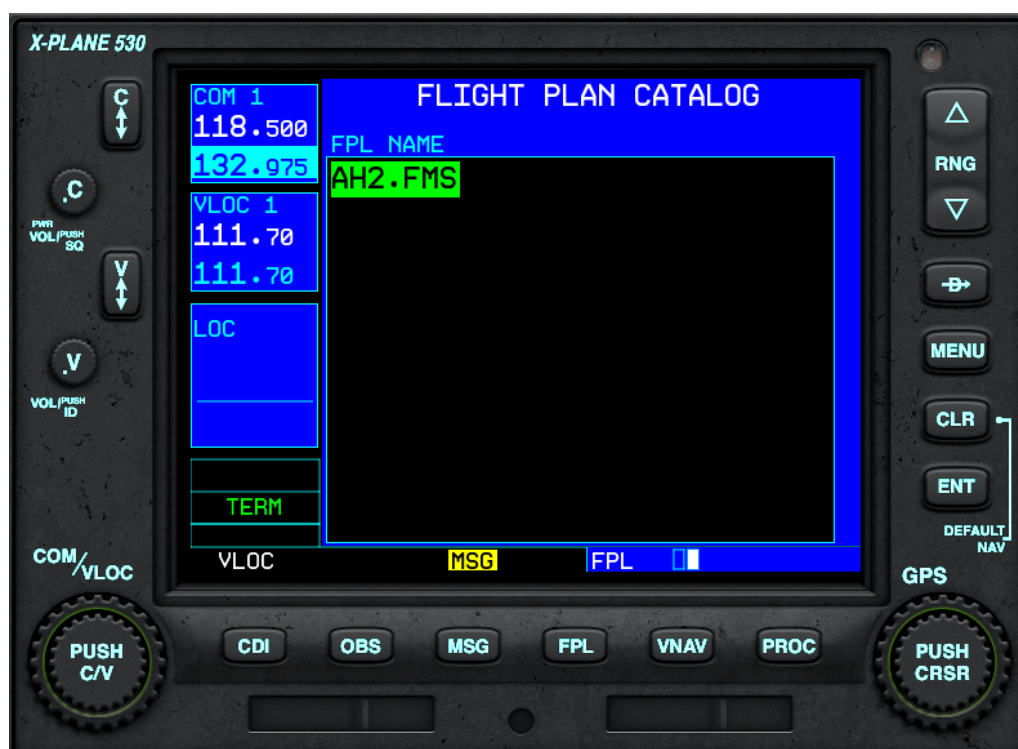 X-PLANE 530
C
.C
PWR
VOL/PUSH
SQ
V
.V
VOL/PUSH
ID
COM/VLOC
PUSH
C/V
COM 1
118.500
132.975
VLOC 1
111.70
111.70
LOC
TERM
VLOC
FLIGHT PLAN CATALOG
FPL NAME
AH2.FMS
MSG
FPL
CDI
OBS
MSG
FPL
VNAV
PROC
RNG
D
MENU
CLR
ENT
DEFAULT
NAV
GPS
PUSH
CRSR